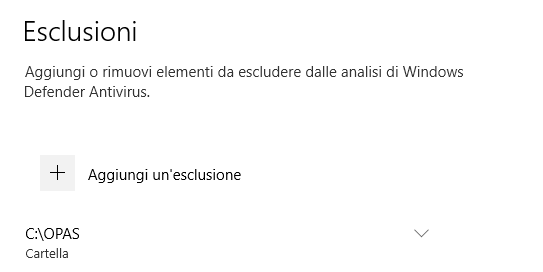 Esclusioni
Aggiungi o rimuovi elementi da escludere dalle analisi di Windows
Defender Antivirus.
Aggiungi un'esclusione
C:\OPAS
Cartella